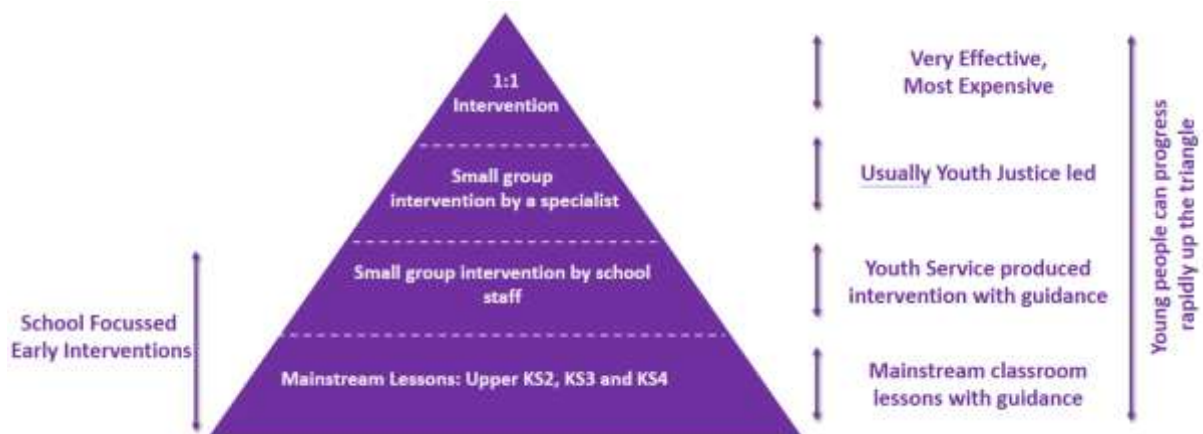 1:1
Intervention
Small group
intervention by a specialist
Small group intervention by school
staff
Mainstream Lessons: Upper KS2, KS3 and KS4
School Focussed
Early Interventions
Very Effective,
Most Expensive
Usually Youth Justice led
Youth Service produced
intervention with guidance
Mainstream classroom
lessons with guidance
Young people can progress
rapidly up the triangle